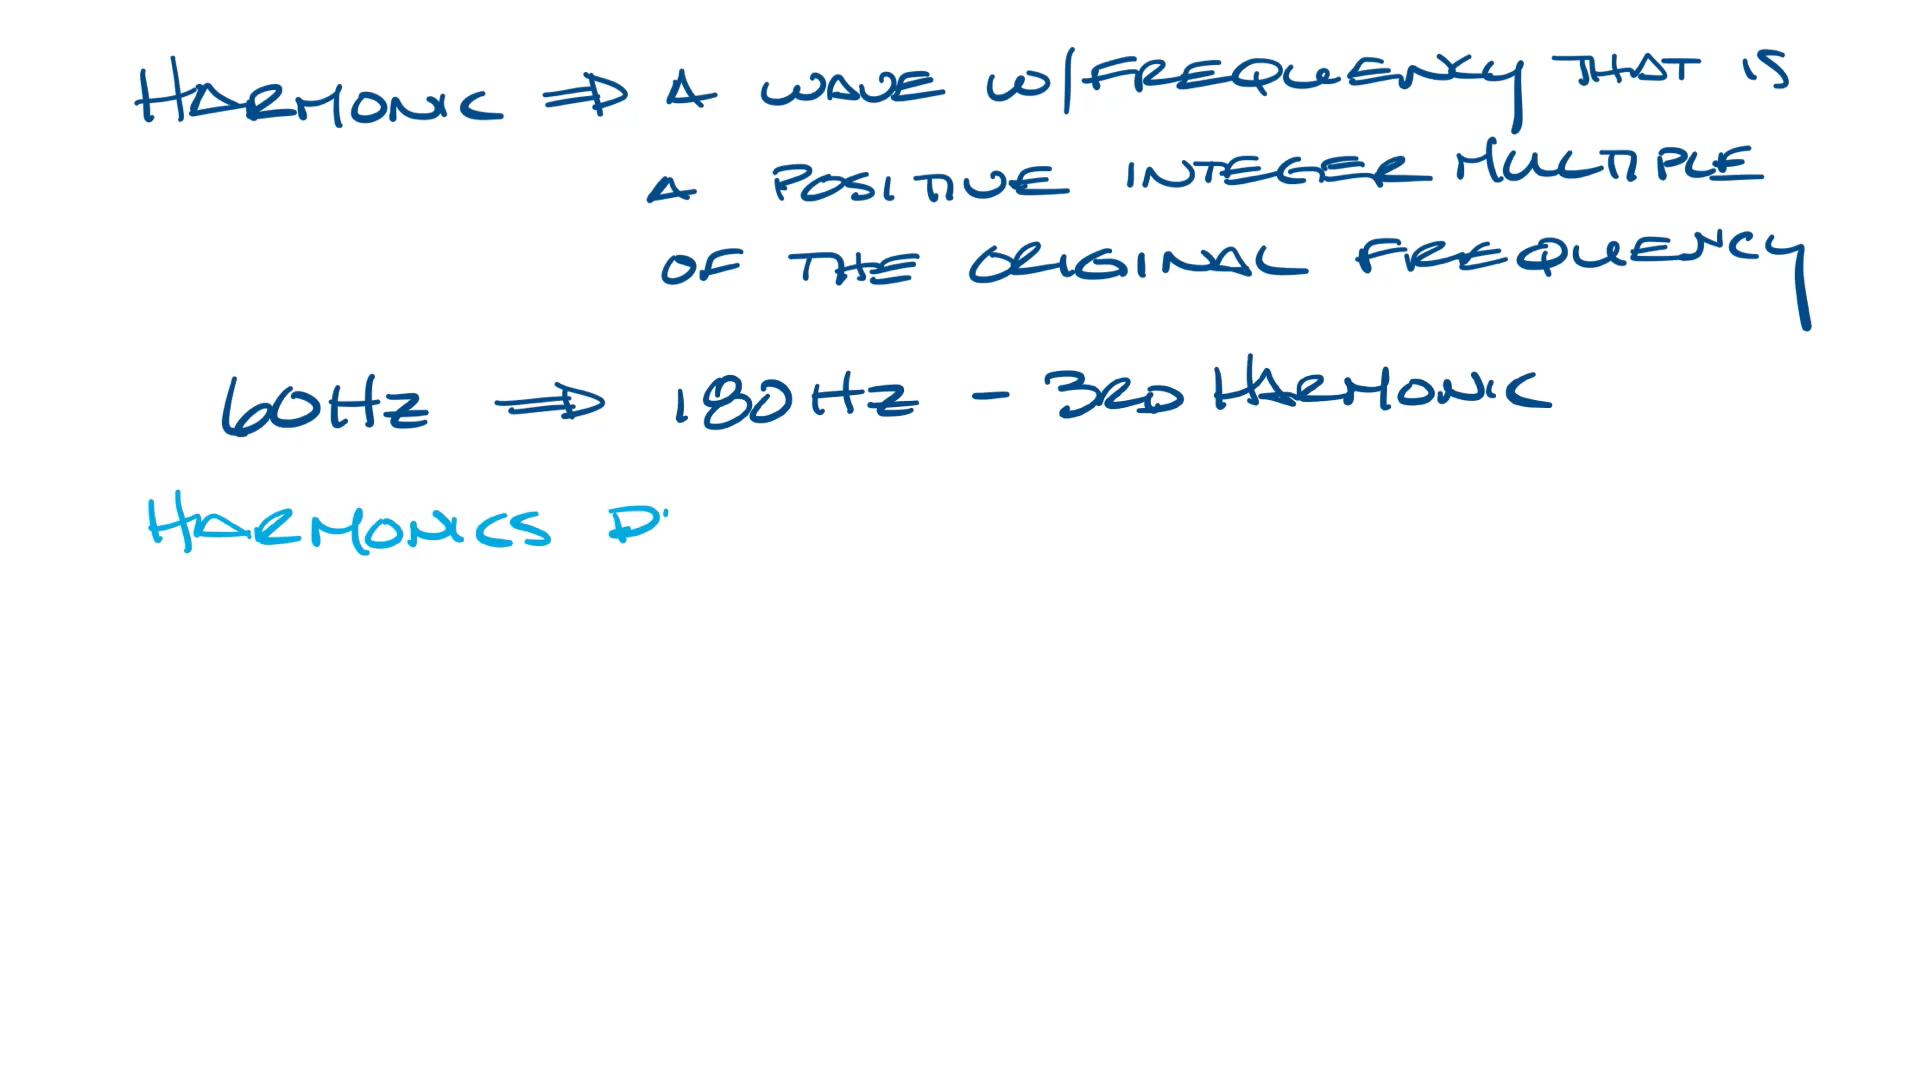 HARMONIC ⇒ A WAVE W/FREQUENCY THAT IS
A POSITIVE INTEGER MULTIPLE
OF THE ORIGINAL FREQUENCY
60HZ ⇒ 180HZ - 3RD HARMONIC
HARMONICS D